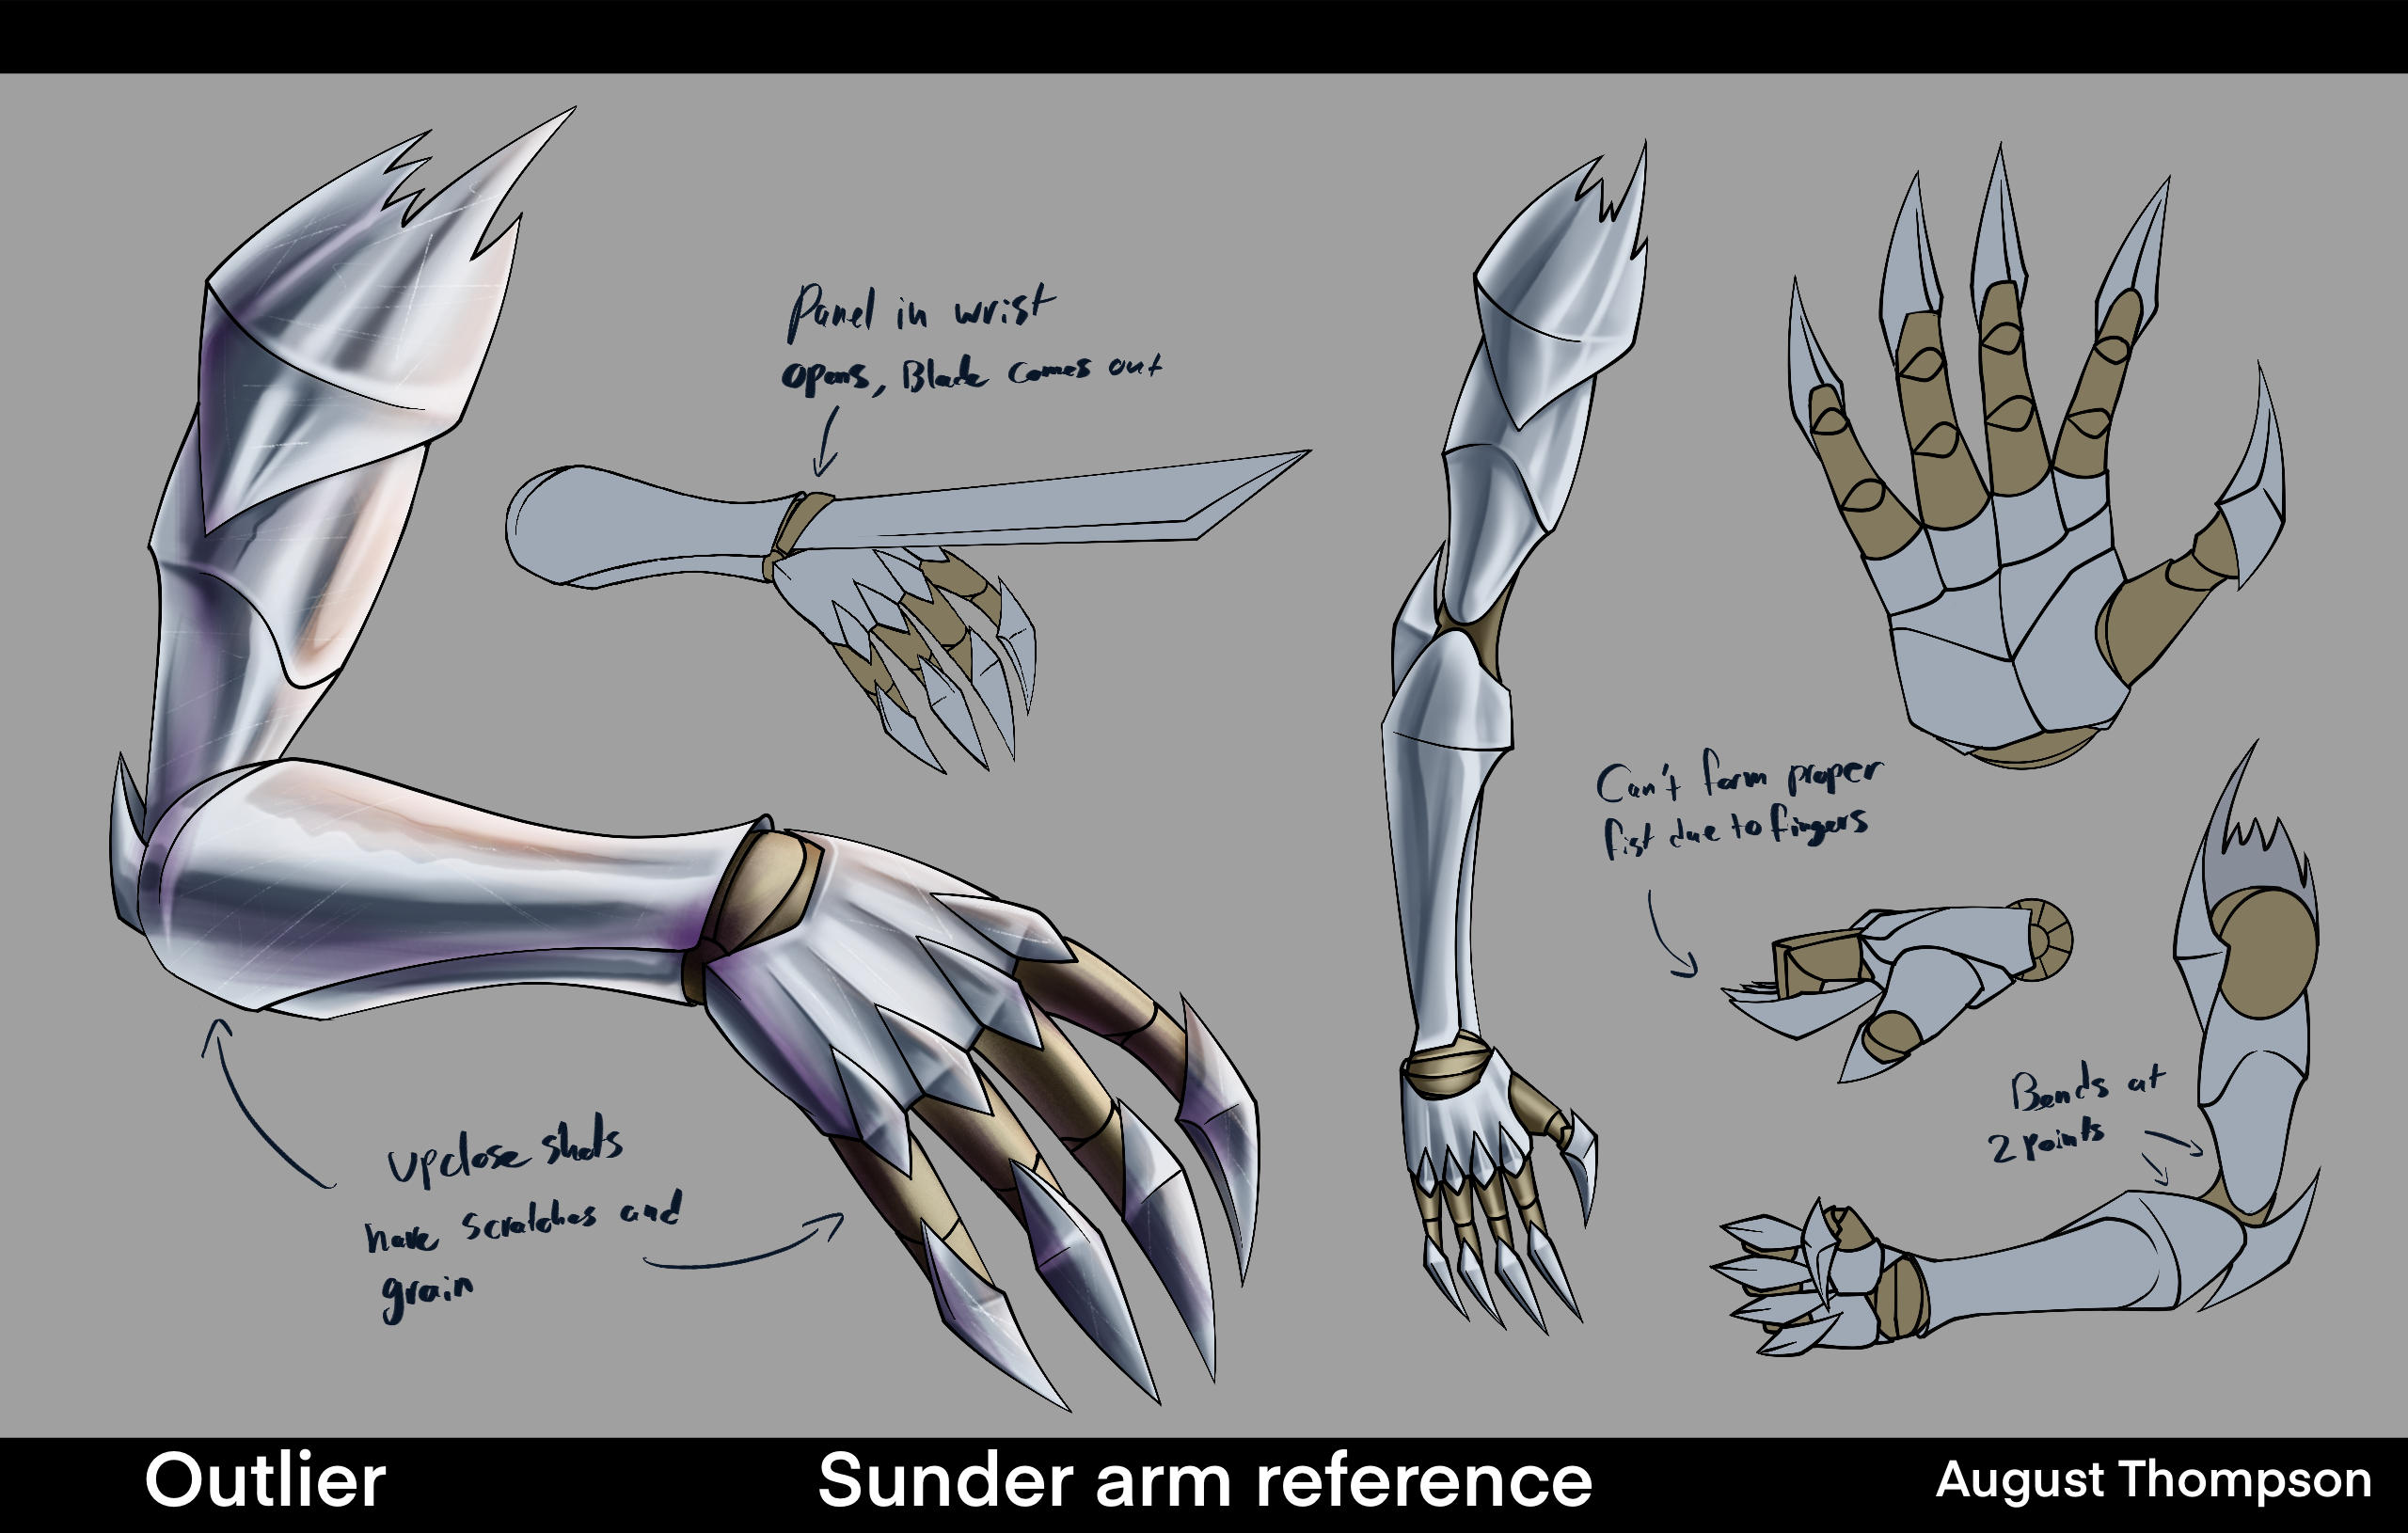 Panel in wrist
opens, Blade comes out
Can't form proper
fist due to fingers
Bends at
2 points
upclose shots
have scratches and
grain
Outlier
Sunder arm reference
August Thompson